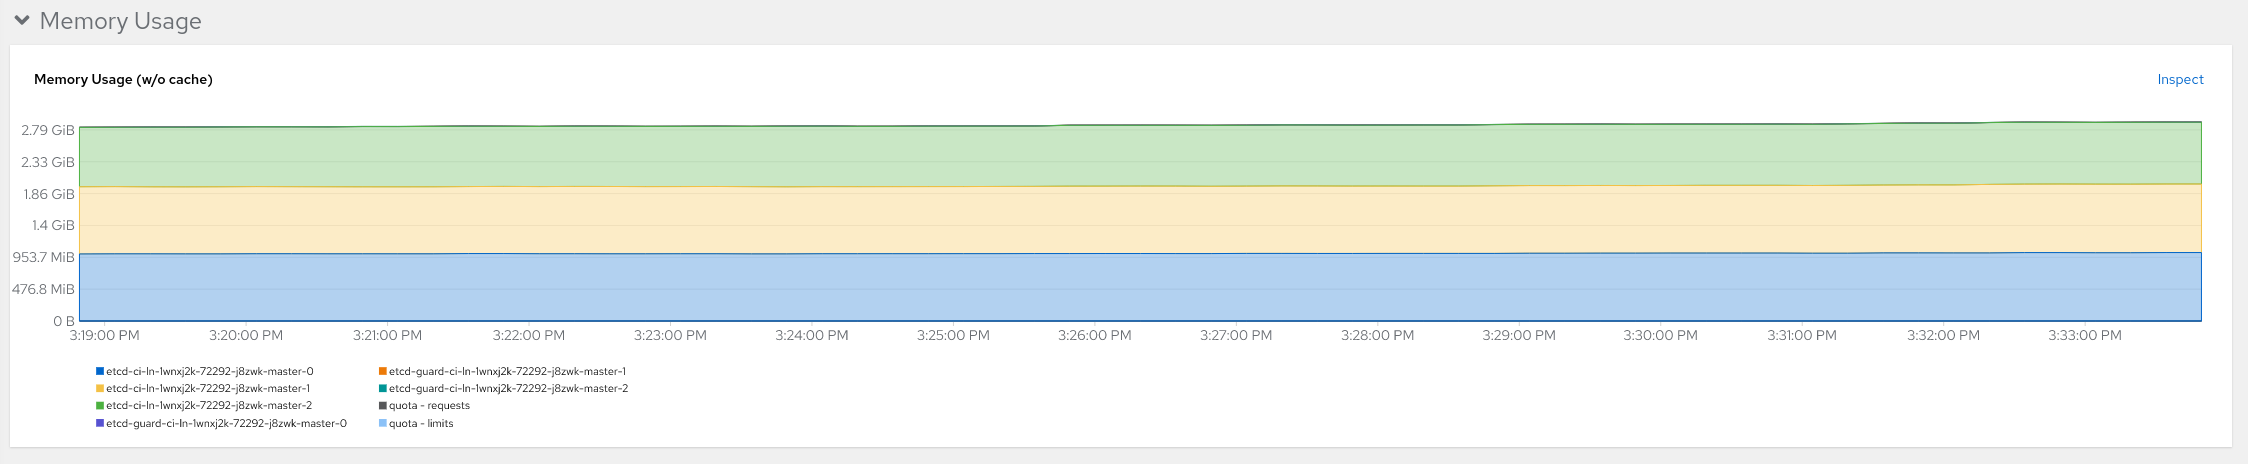 Memory Usage
Memory Usage (w/o cache)
Inspect
2.79 GiB
2.33 GiB
1.86 GiB
1.4 GiB
953.7 MiB
476.8 MiB
0 B
3:19:00 PM 3:20:00 PM 3:21:00 PM 3:22:00 PM 3:23:00 PM 3:24:00 PM 3:25:00 PM 3:26:00 PM 3:27:00 PM 3:28:00 PM 3:29:00 PM 3:30:00 PM 3:31:00 PM 3:32:00 PM 3:33:00 PM
etcd-ci-ln-1wnxj2k-72292-j8zwk-master-0
etcd-ci-ln-1wnxj2k-72292-j8zwk-master-1
etcd-ci-ln-1wnxj2k-72292-j8zwk-master-2
etcd-guard-ci-ln-1wnxj2k-72292-j8zwk-master-0
etcd-guard-ci-ln-1wnxj2k-72292-j8zwk-master-1
etcd-guard-ci-ln-1wnxj2k-72292-j8zwk-master-2
quota - requests
quota - limits